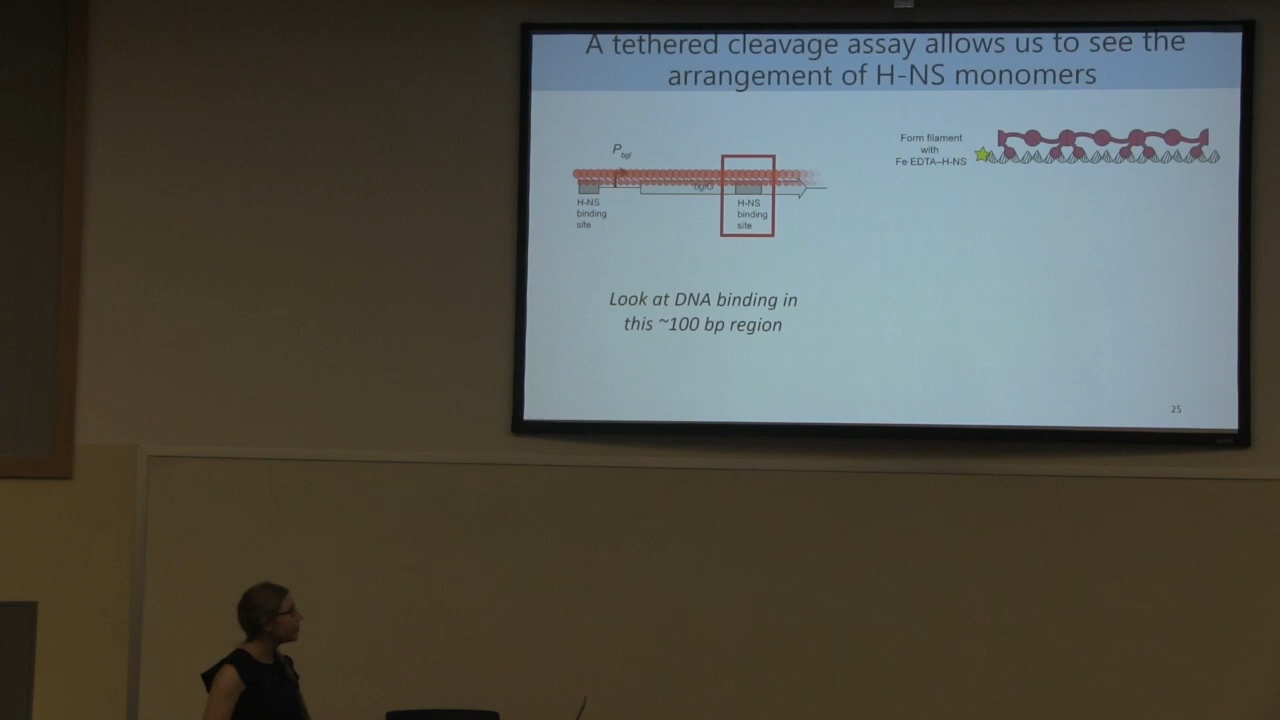 A tethered cleavage assay allows us to see the
arrangement of H-NS monomers
P bgl
bglG
H-NS
binding
site
H-NS
binding
site
Form filament
with
Fe EDTA–H-NS
Look at DNA binding in
this ~100 bp region
25